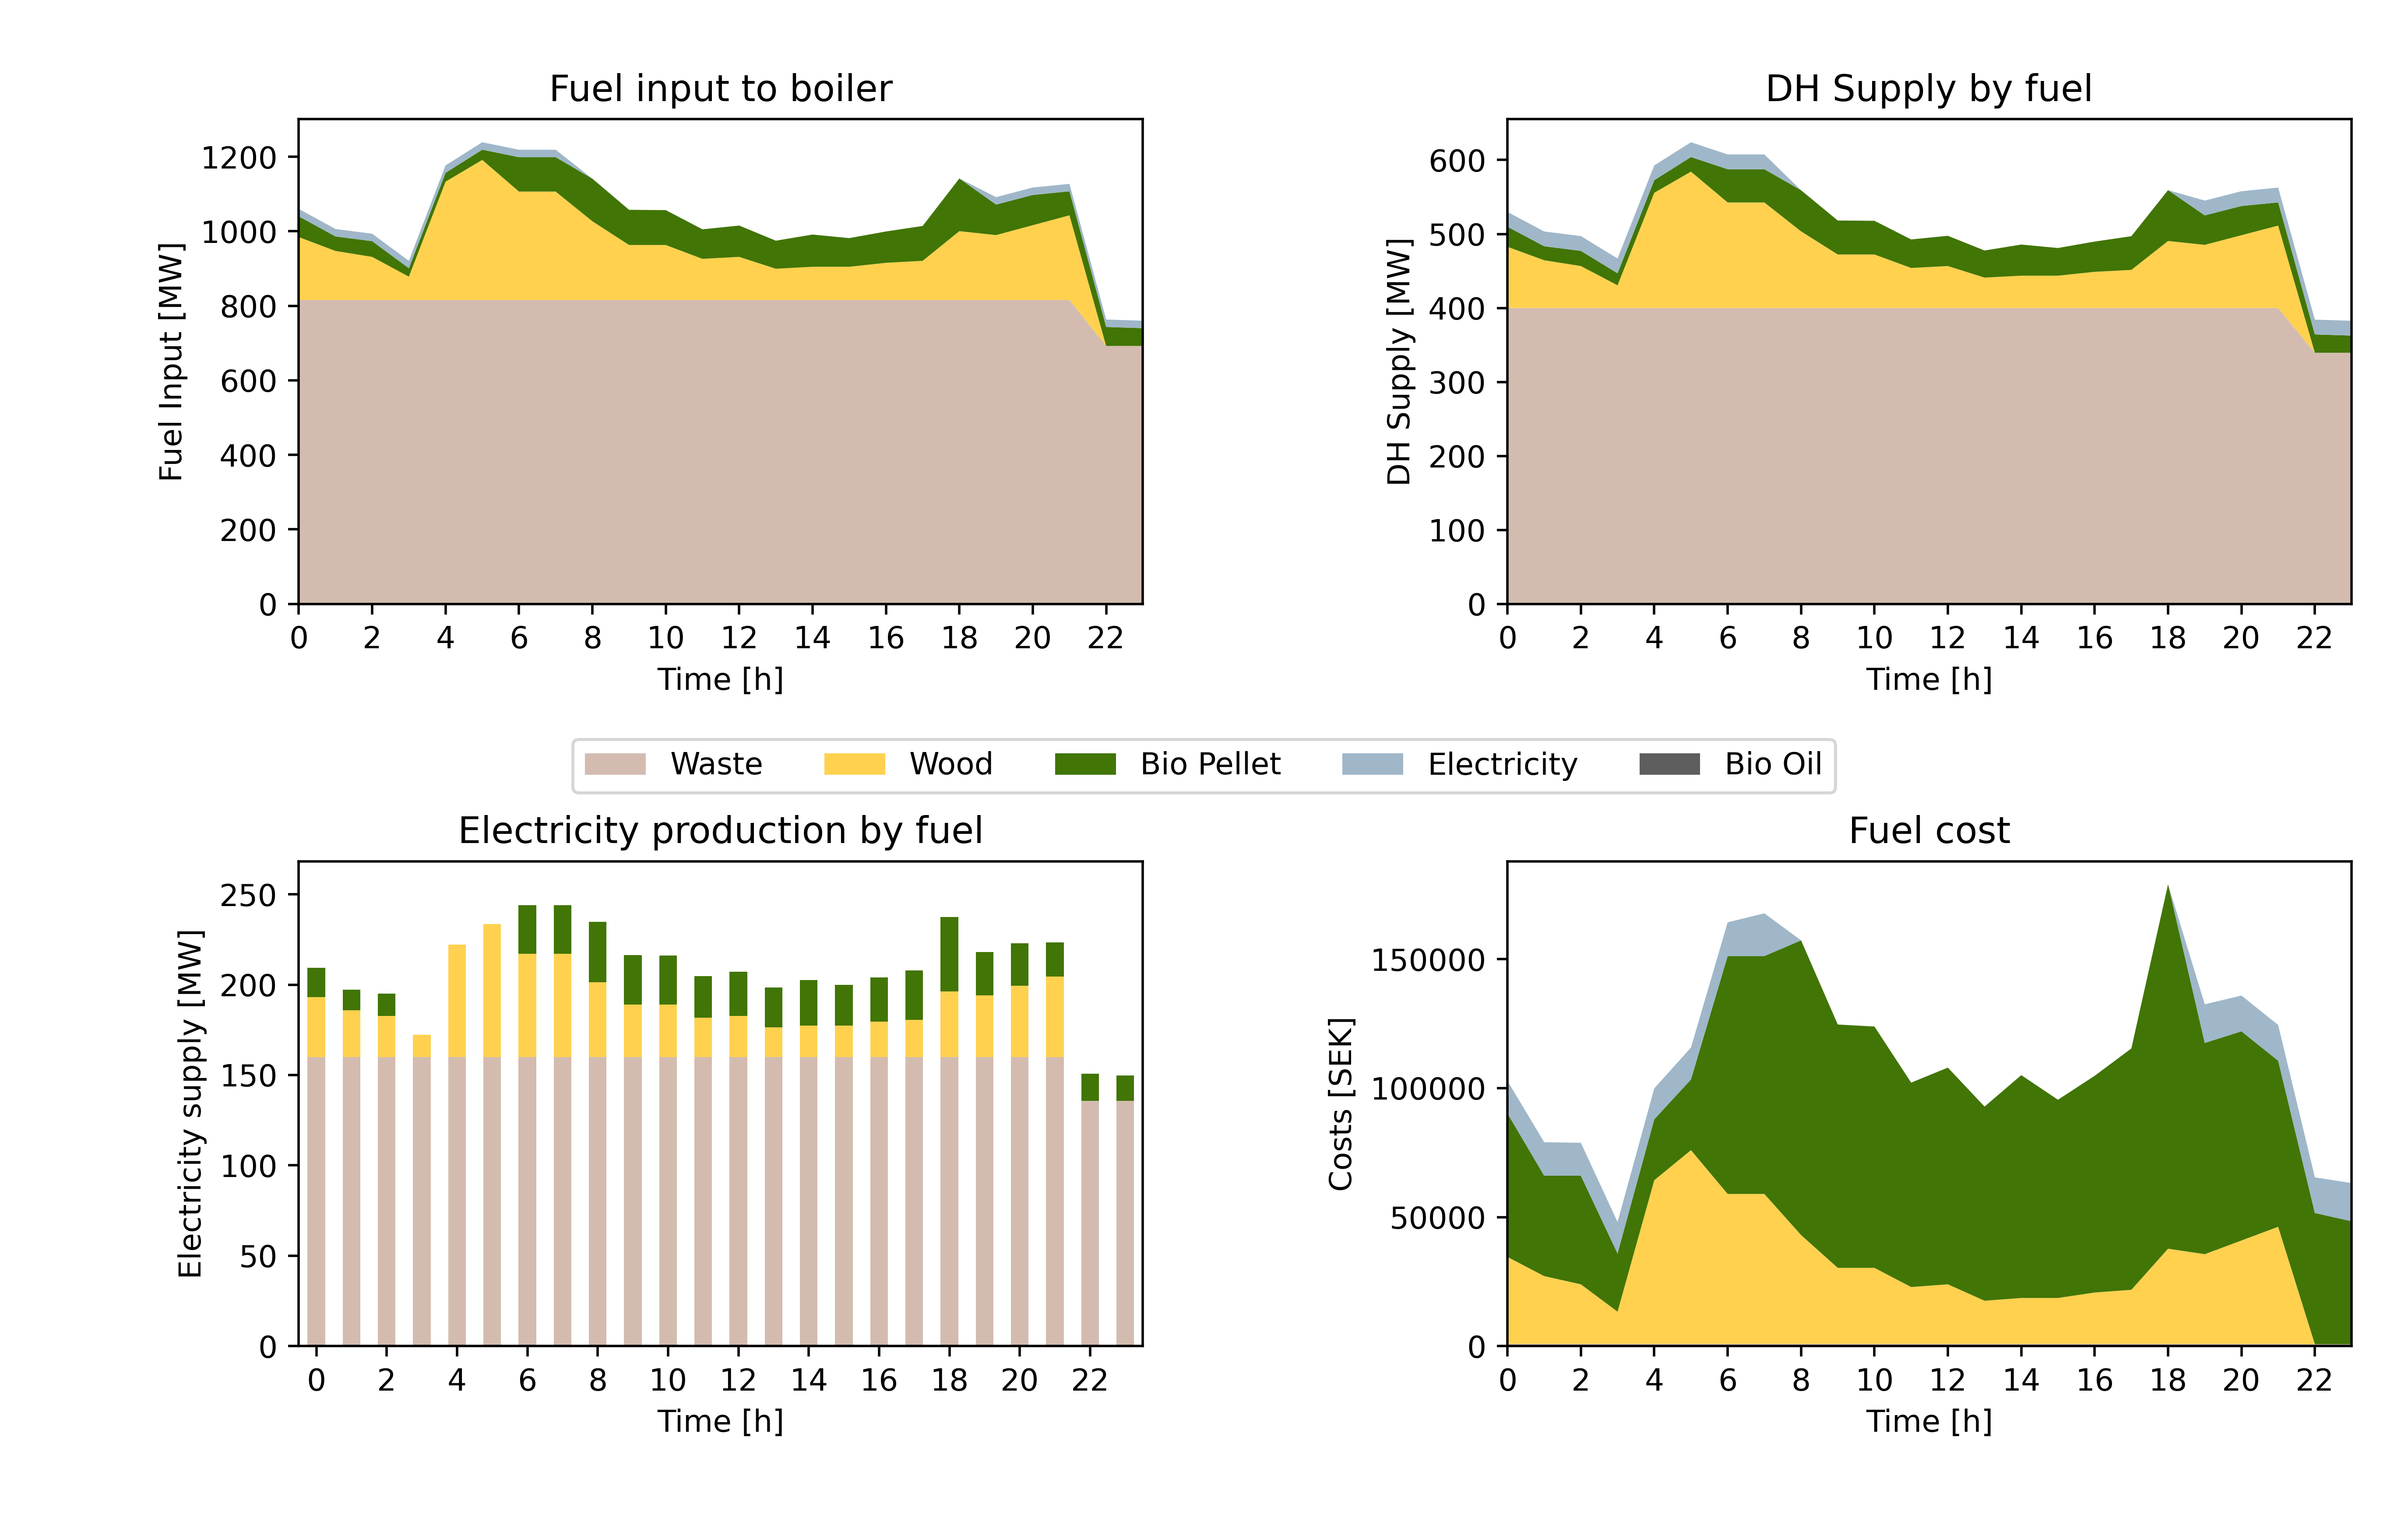 Fuel input to boiler
Fuel Input [MW]
1200
1000
800
600
400
200
0
0 2 4 6 8 10 12 14 16 18 20 22
Time [h]
DH Supply by fuel
DH Supply [MW]
600
500
400
300
200
100
0
0 2 4 6 8 10 12 14 16 18 20 22
Time [h]
Waste Wood Bio Pellet Electricity Bio Oil
Electricity production by fuel
Electricity supply [MW]
250
200
150
100
50
0
0 2 4 6 8 10 12 14 16 18 20 22
Time [h]
Fuel cost
Costs [SEK]
150000
100000
50000
0
0 2 4 6 8 10 12 14 16 18 20 22
Time [h]